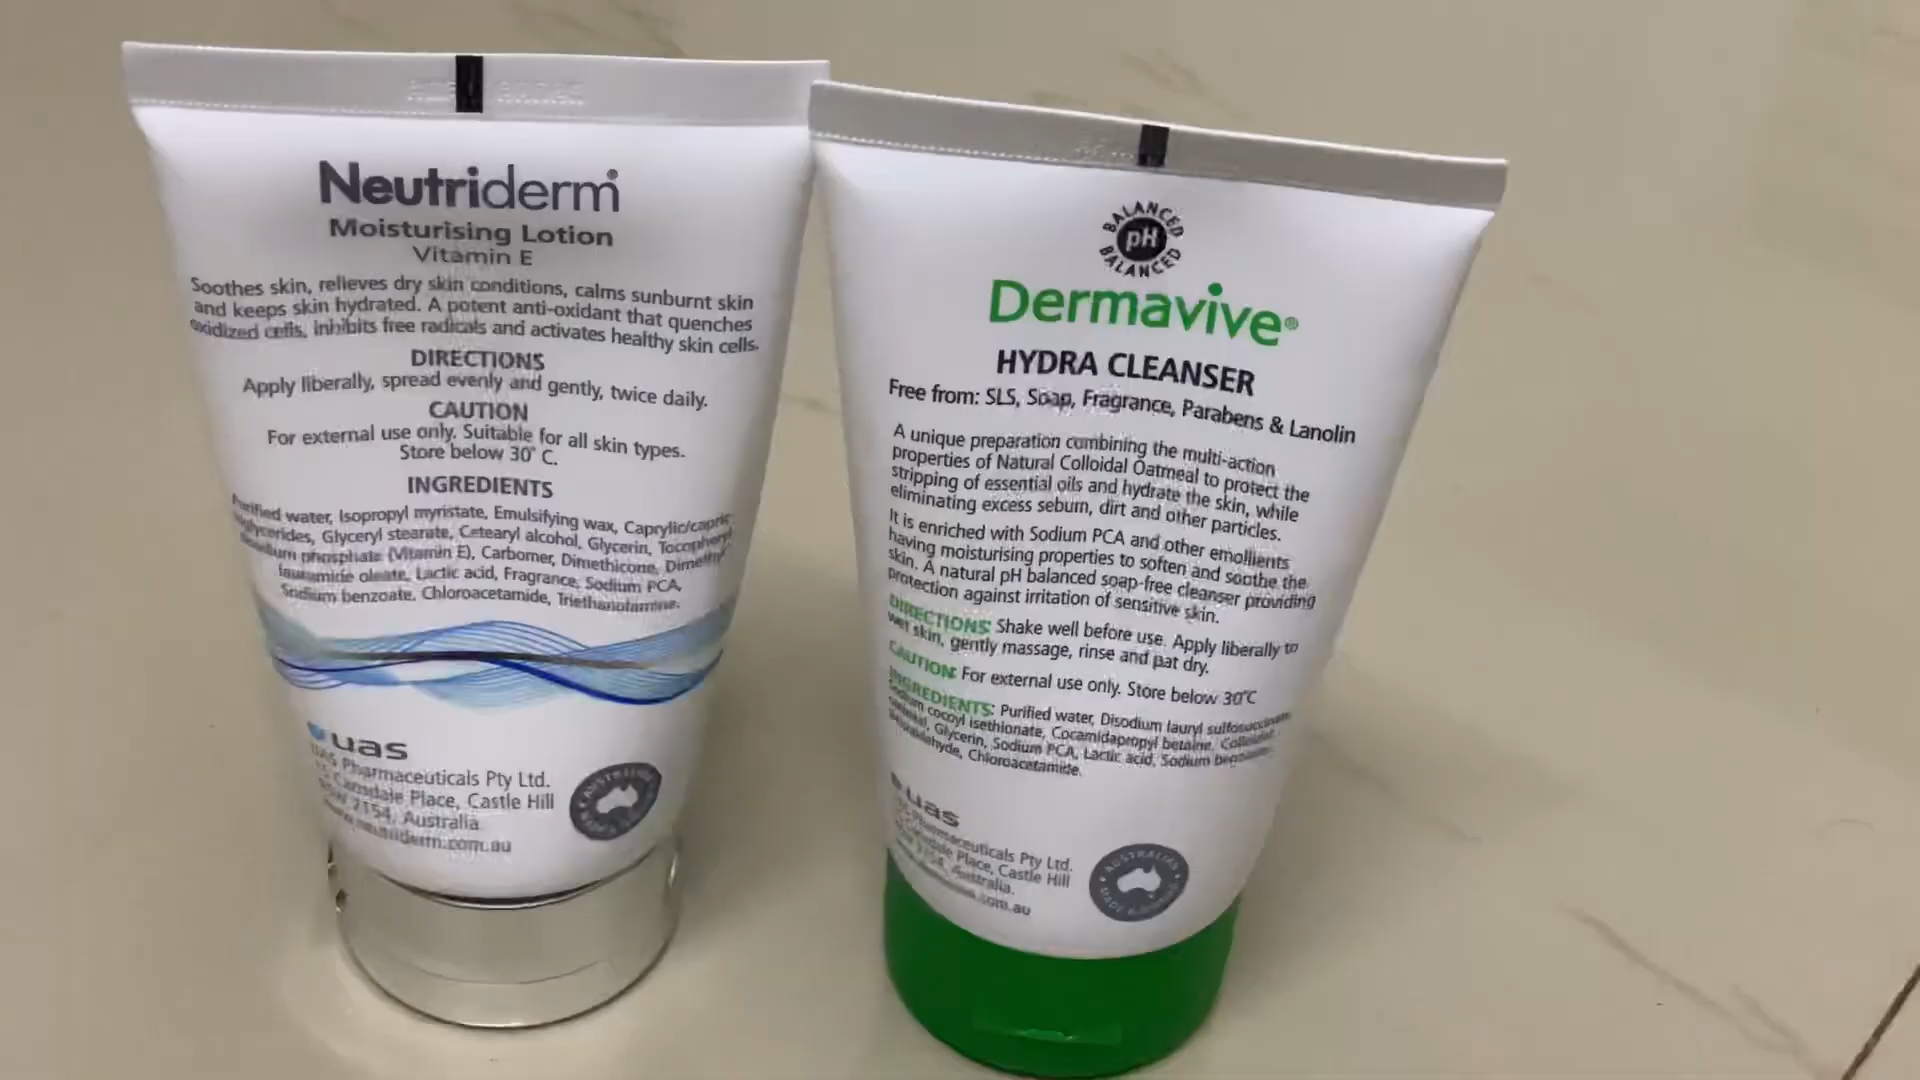 Neutriderm
Moisturising Lotion
Vitamin E
Soothes skin, relieves dry skin conditions, calms sunburnt skin
and keeps skin hydrated. A potent anti-oxidant that quenches
oxidized cells, inhibits free radicals and activates healthy skin cells.
DIRECTIONS
Apply liberally, spread evenly and gently, twice daily.
CAUTION
For external use only. Suitable for all skin types.
Store below 30° C.
INGREDIENTS
Purified water, Isopropyl myristate, Emulsifying wax, Caprylic/capric
Glyceryl stearate, Cetearyl alcohol, Glycerin, Tocopheryl
phosphate (Vitamin E), Carbomer, Dimethicone, Dimethyl
lauramide oleate, Lactic acid, Fragrance, Sodium PCA,
Sodium benzoate, Chloroacetamide, Triethanolamine.
uas
UAS Pharmaceuticals Pty Ltd.
Place, Castle Hill
NSW 2154, Australia
www.neutriderm.com.au
BALANCED
pH
BALANCED
Dermavive®
HYDRA CLEANSER
Free from: SLS, Soap, Fragrance, Parabens & Lanolin
A unique preparation combining the multi-action
properties of Natural Colloidal Oatmeal to protect the
stripping of essential oils and hydrate the skin, while
eliminating excess sebum, dirt and other particles.
It is enriched with Sodium PCA and other emollients
having moisturising properties to soften and soothe the
skin. A natural pH balanced soap-free cleanser providing
protection against irritation of sensitive skin.
DIRECTIONS: Shake well before use. Apply liberally to
wet skin, gently massage, rinse and pat dry.
CAUTION: For external use only. Store below 30°C
INGREDIENTS: Purified water, Disodium lauryl sulfosuccinate
Sodium cocoyl isethionate, Cocamidopropyl betaine, Colloidal
Glycerin, Sodium PCA, Lactic acid, Sodium
Chloroacetamide.
uas
Pharmaceuticals Pty Ltd.
Place, Castle Hill
Australia.
.com.au
AUSTRALIAN